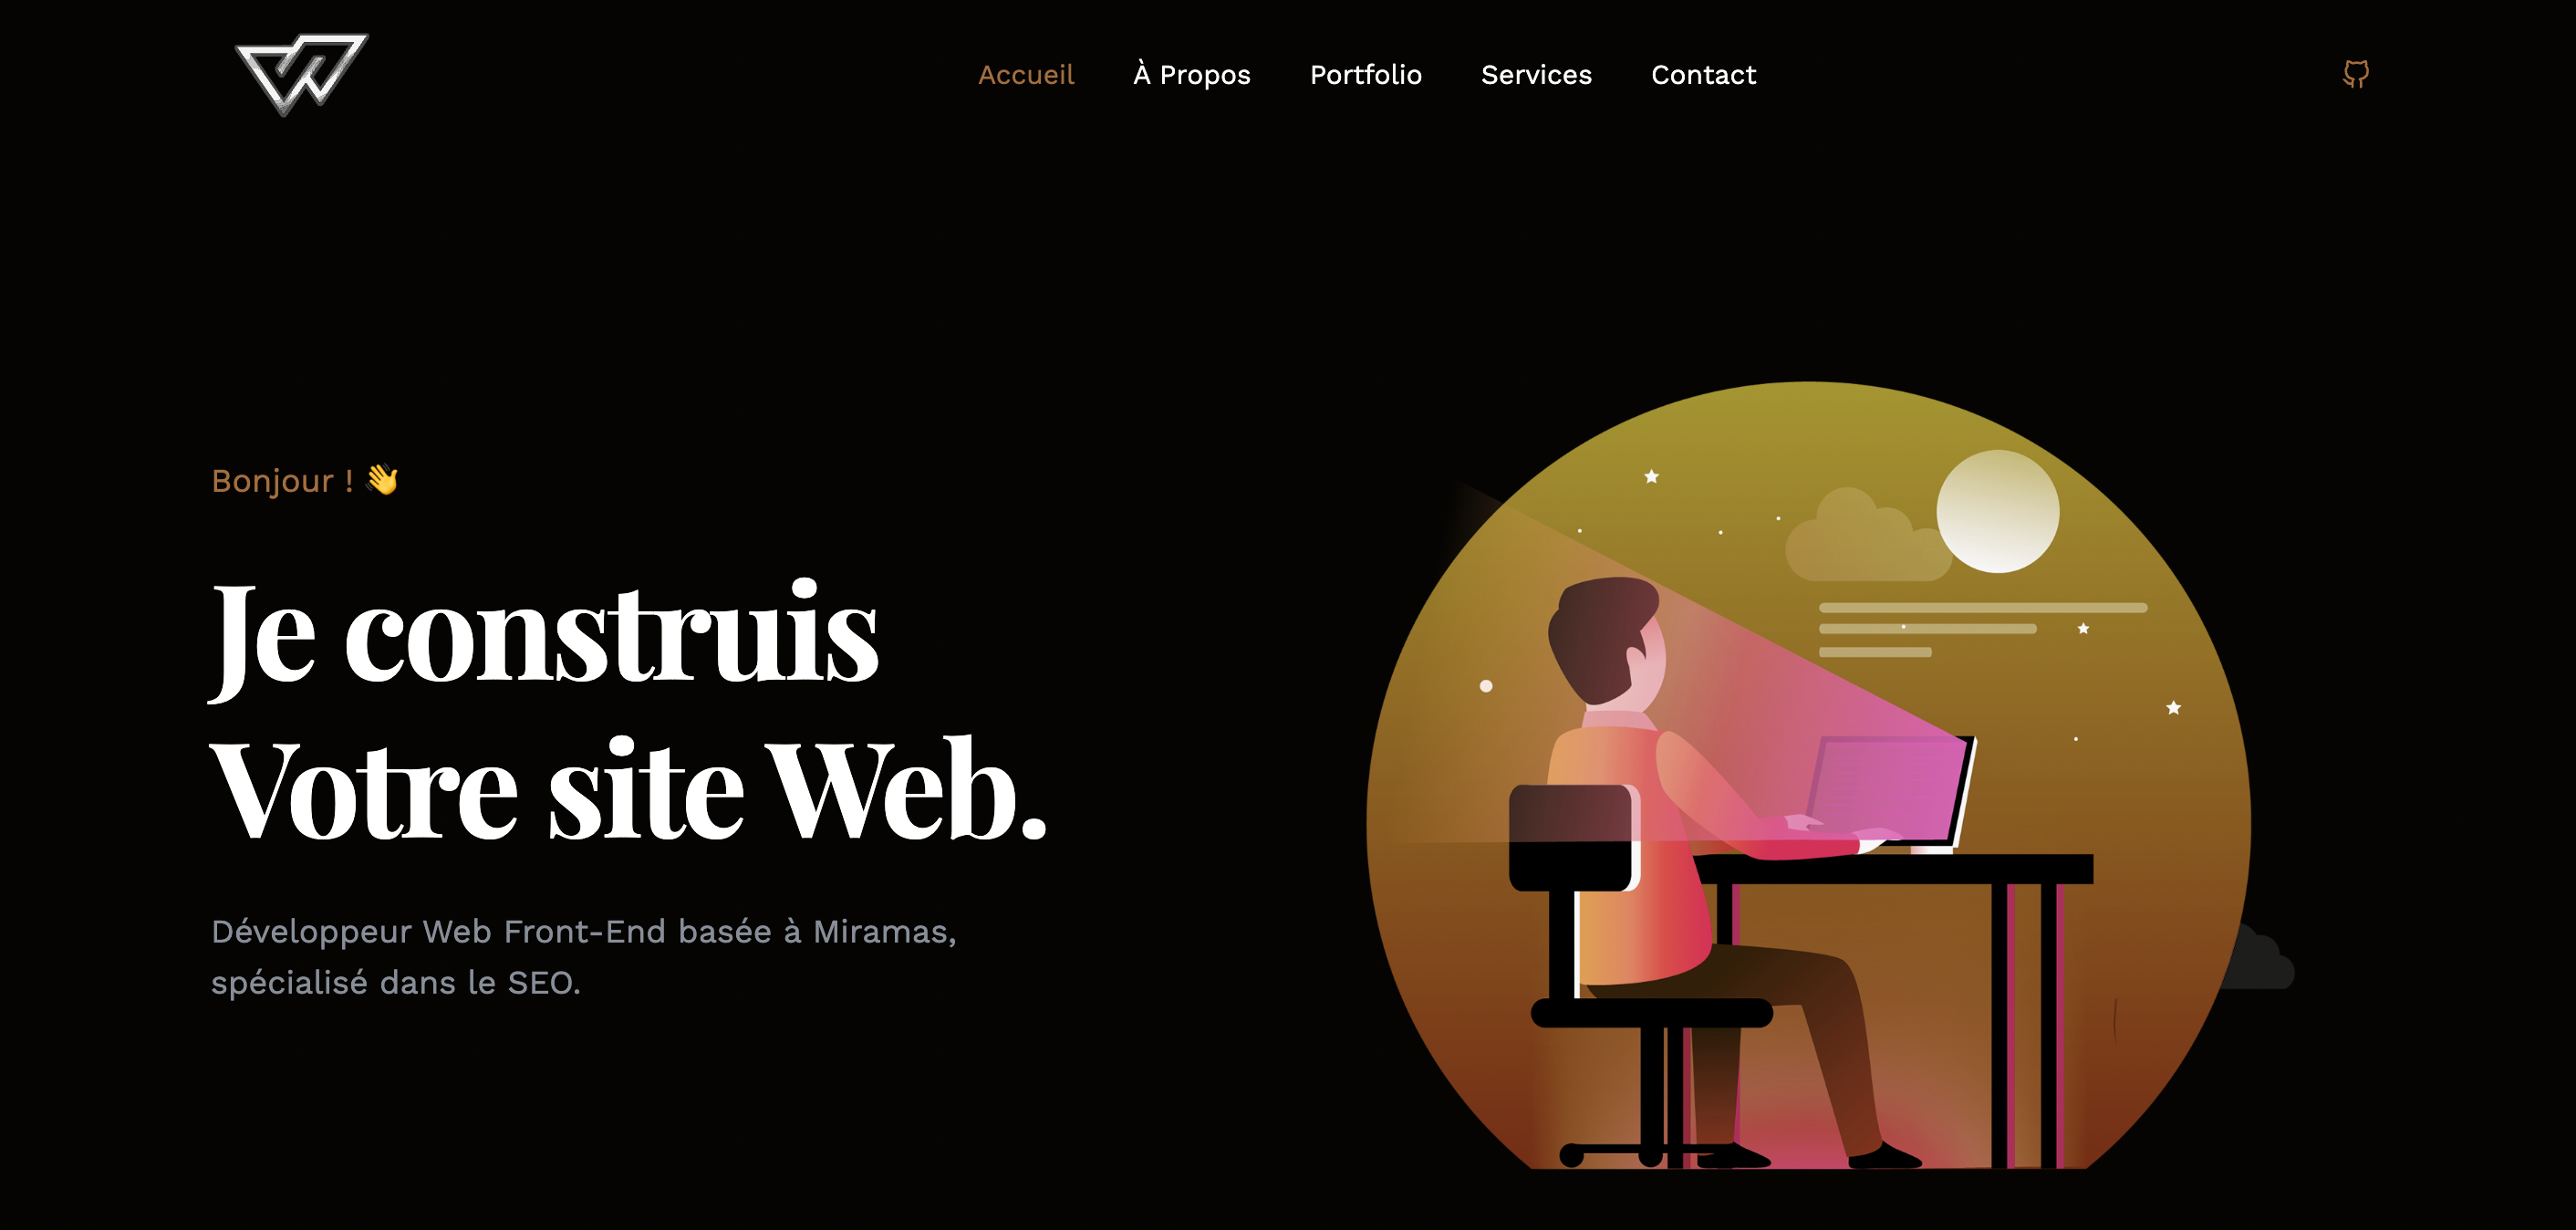 Accueil À Propos Portfolio Services Contact
Bonjour ! 👋
Je construis
Votre site Web.
Développeur Web Front-End basée à Miramas,
spécialisé dans le SEO.